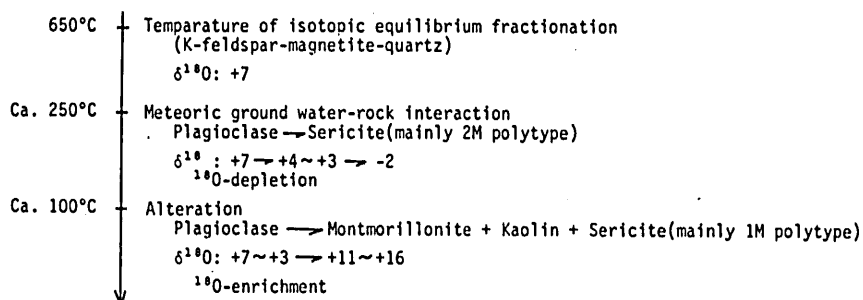 650°C Temparature of isotopic equilibrium fractionation
(K-feldspar-magnetite-quartz)
δ¹⁸O: +7
Ca. 250°C Meteoric ground water-rock interaction
Plagioclase → Sericite(mainly 2M polytype)
δ¹⁸ : +7 → +4 ~ +3 → -2
¹⁸O-depletion
Ca. 100°C Alteration
Plagioclase → Montmorillonite + Kaolin + Sericite(mainly 1M polytype)
δ¹⁸O: +7 ~ +3 → +11 ~ +16
¹⁸O-enrichment